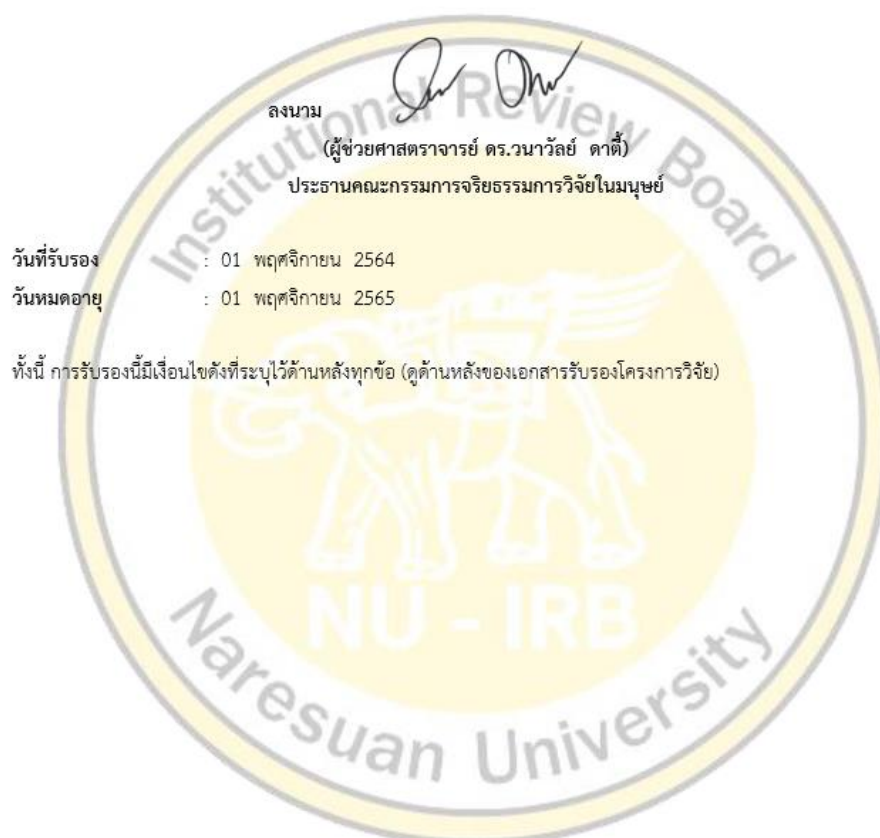 ลงนาม
(ผู้ช่วยศาสตราจารย์ ดร.วนาวัลย์ ดาตี้)
ประธานคณะกรรมการจริยธรรมการวิจัยในมนุษย์
วันที่รับรอง : 01 พฤศจิกายน 2564
วันหมดอายุ : 01 พฤศจิกายน 2565
ทั้งนี้ การรับรองนี้มีเงื่อนไขดังที่ระบุไว้ด้านหลังทุกข้อ (ดูด้านหลังของเอกสารรับรองโครงการวิจัย)
Institutional Review Board
NU - IRB
Naresuan University